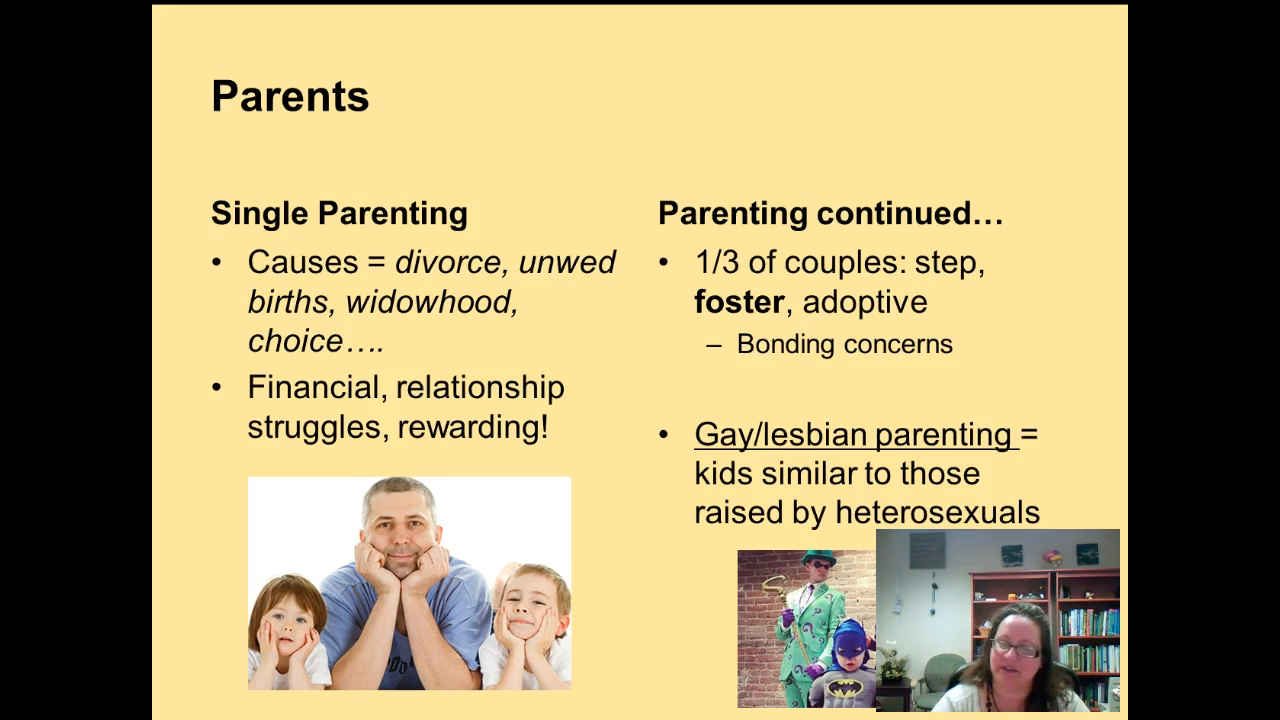 Parents
Single Parenting
• Causes = divorce, unwed
births, widowhood,
choice….
• Financial, relationship
struggles, rewarding!
Parenting continued…
• 1/3 of couples: step,
foster, adoptive
– Bonding concerns
• Gay/lesbian parenting =
kids similar to those
raised by heterosexuals